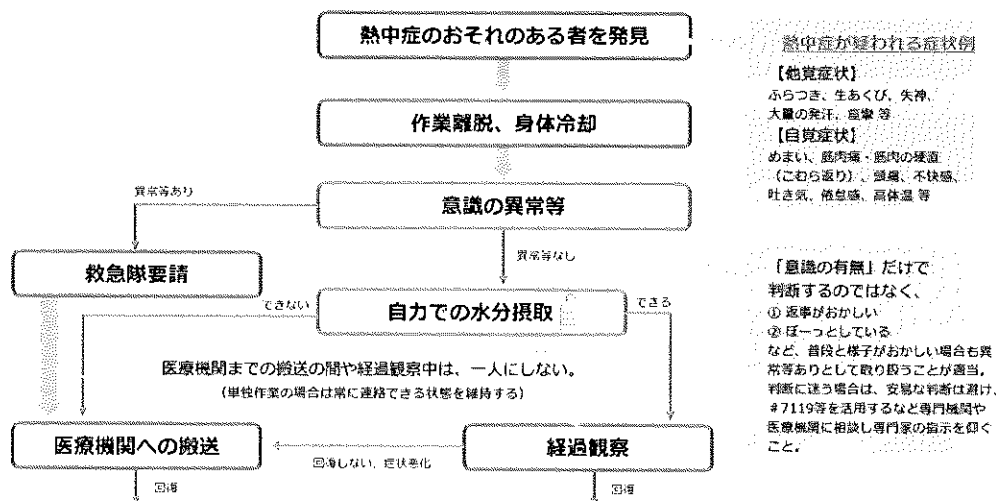 熱中症のおそれのある者を発見
作業離脱、身体冷却
異常等あり
意識の異常等
異常等なし
救急隊要請
自力での水分摂取
できない
できる
医療機関までの搬送の間や経過観察中は、一人にしない。
(単独作業の場合は常に連絡できる状態を維持する)
医療機関への搬送
回復しない、症状悪化
経過観察
回復
回復
熱中症が疑われる症状例
【他覚症状】
ふらつき、生あくび、失神、
大量の発汗、痙攣 等
【自覚症状】
めまい、筋肉痛・筋肉の硬直
(こむら返り)、頭痛、不快感、
吐き気、倦怠感、高体温 等
「意識の有無」だけで
判断するのではなく、
① 返事がおかしい
② ぼーっとしている
など、普段と様子がおかしい場合も異
常等ありとして取り扱うことが適当。
判断に迷う場合は、安易な判断は避け、
#7119等を活用するなど専門機関や
医療機関に相談し専門家の指示を仰ぐ
こと。